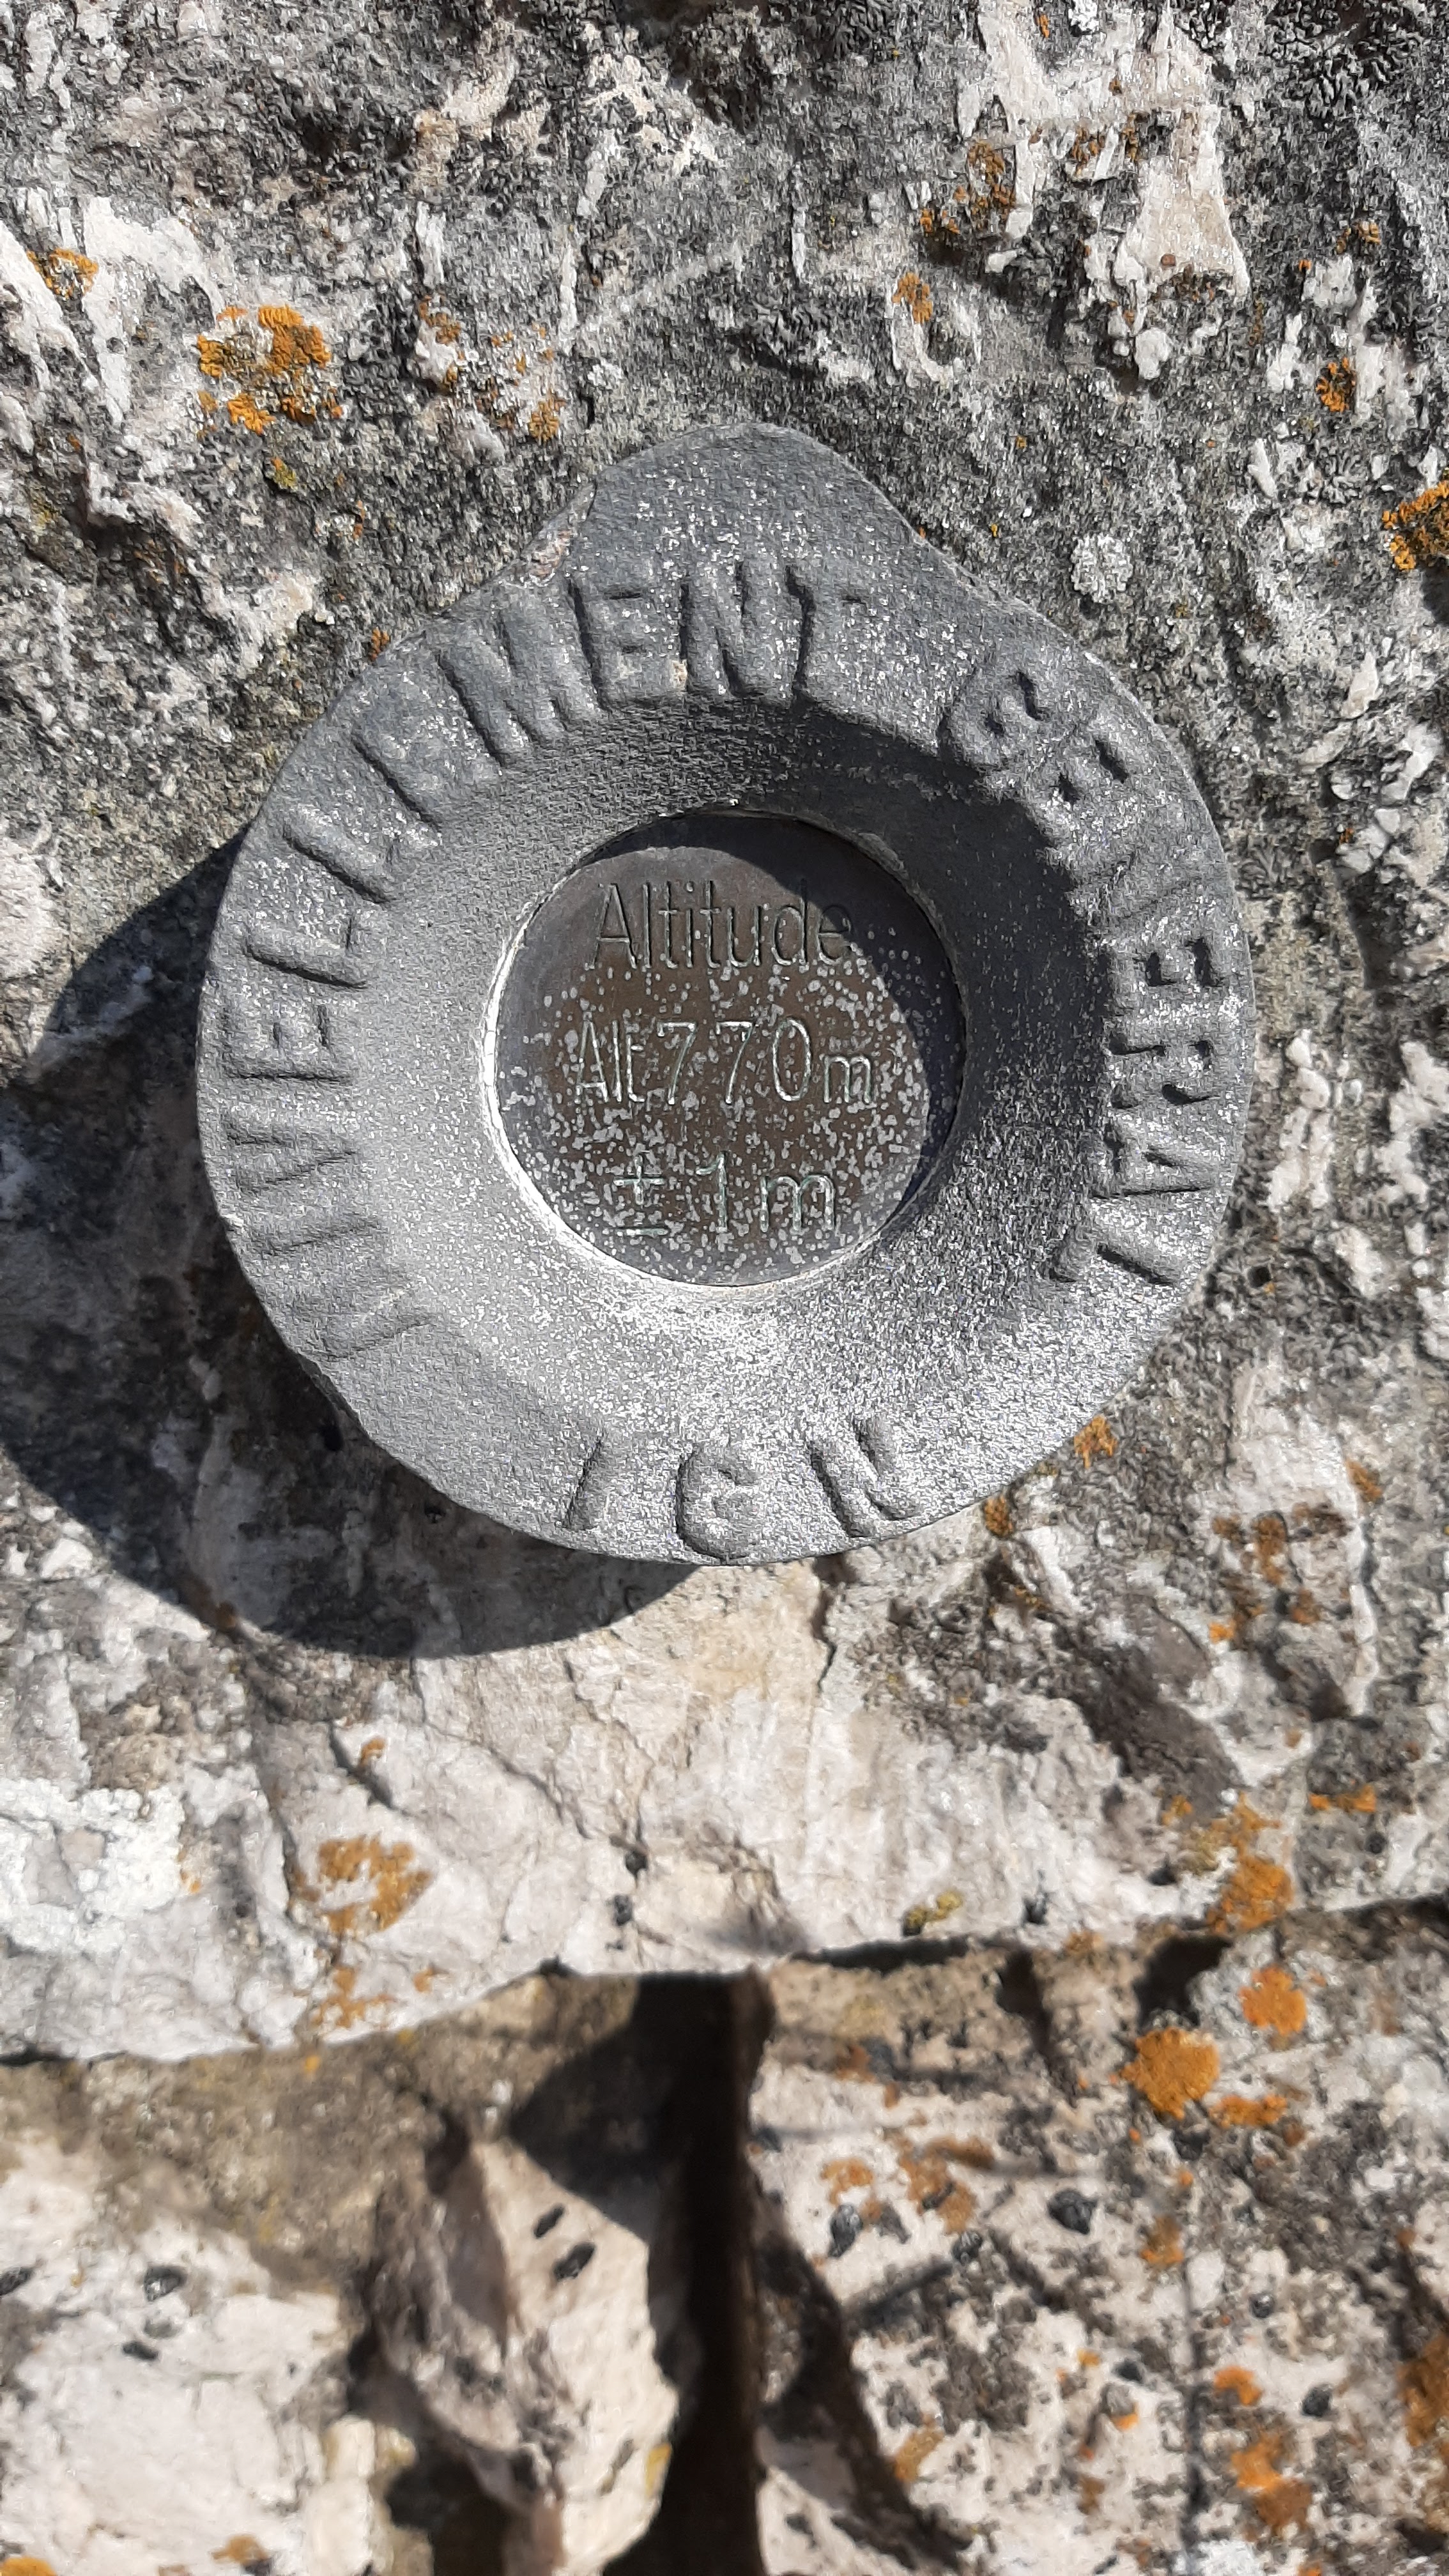 NIVELLEMENT GENERAL
Altitude
Alt 770m
± 1m
IGN